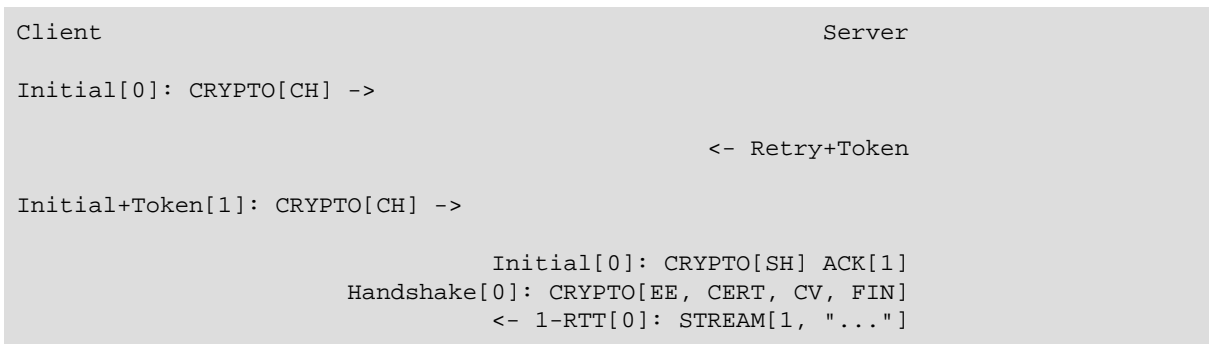 Client                                                  Server

Initial[0]: CRYPTO[CH] ->

                                                <- Retry+Token

Initial+Token[1]: CRYPTO[CH] ->

                                 Initial[0]: CRYPTO[SH] ACK[1]
                       Handshake[0]: CRYPTO[EE, CERT, CV, FIN]
                                 <- 1-RTT[0]: STREAM[1, "..."]